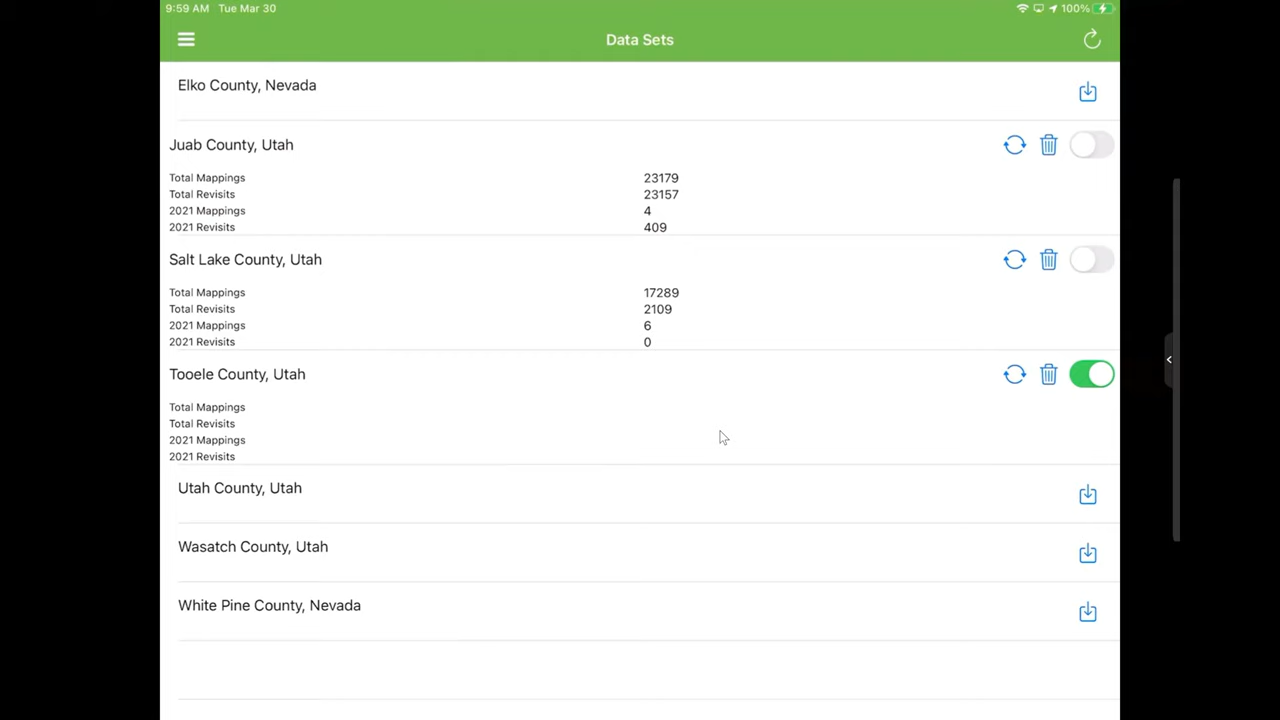 9:59 AM Tue Mar 30 100%
Data Sets
Elko County, Nevada
Juab County, Utah
Total Mappings 23179
Total Revisits 23157
2021 Mappings 4
2021 Revisits 409
Salt Lake County, Utah
Total Mappings 17289
Total Revisits 2109
2021 Mappings 6
2021 Revisits 0
Tooele County, Utah
Total Mappings
Total Revisits
2021 Mappings
2021 Revisits
Utah County, Utah
Wasatch County, Utah
White Pine County, Nevada